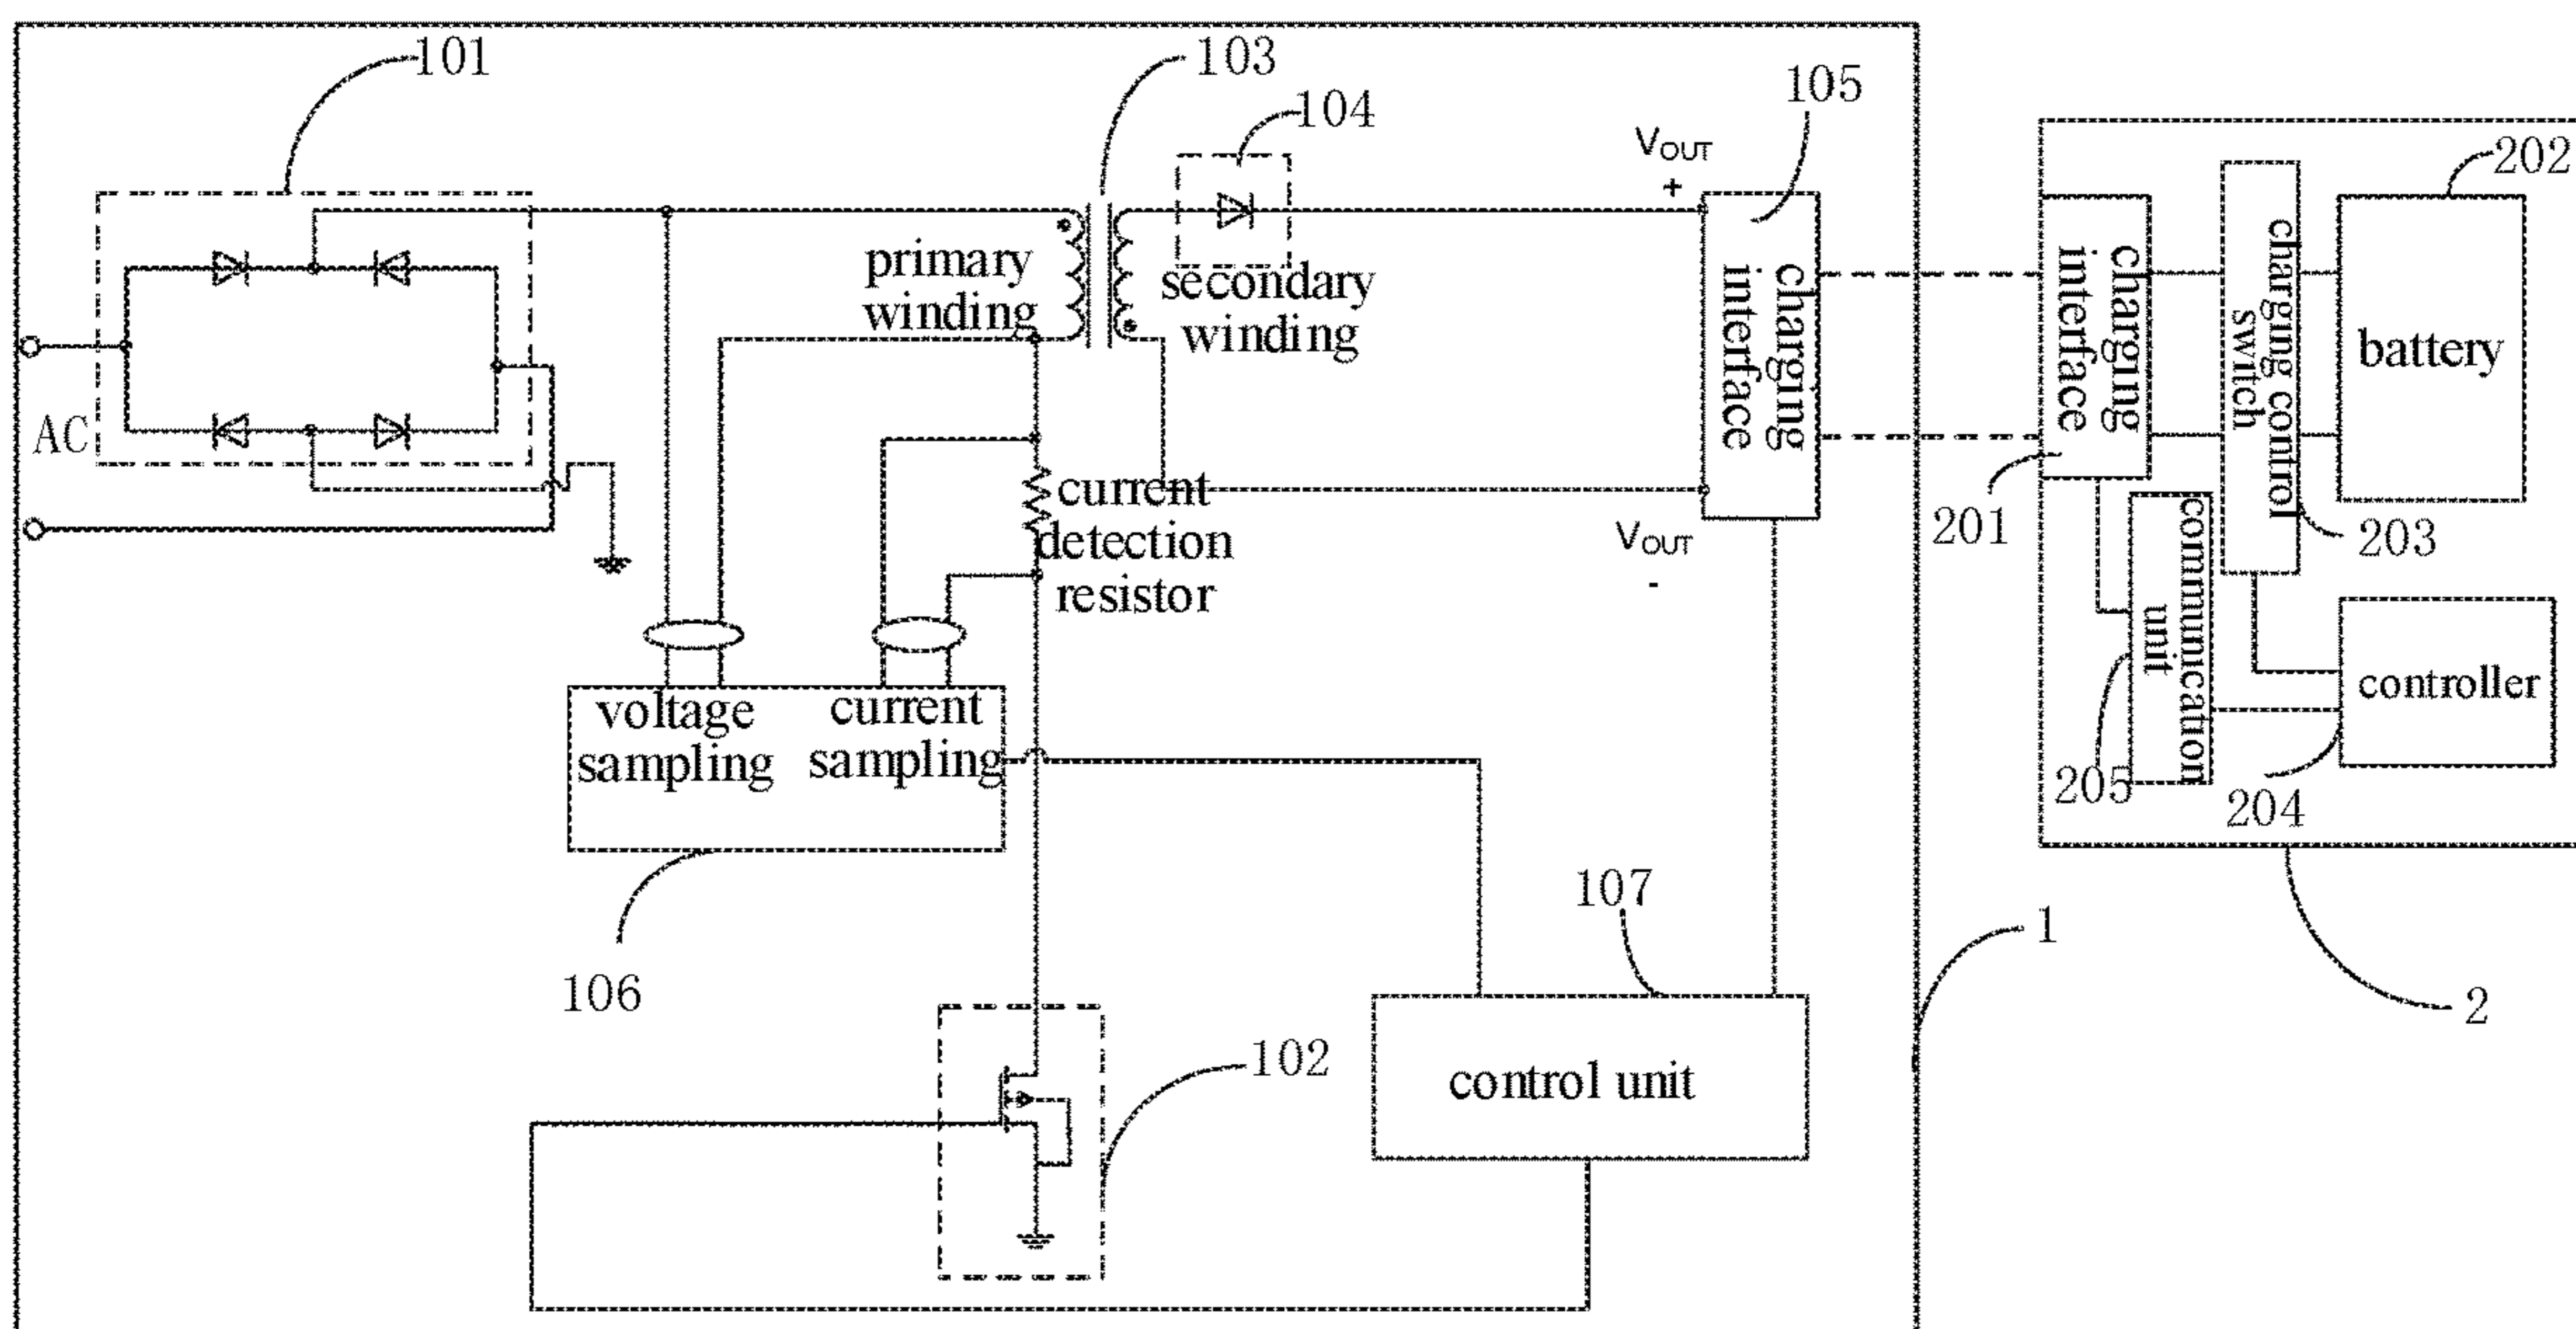 101
103
104
105
V_OUT
+
202
primary
winding
secondary
winding
charging
interface
charging
interface
charging control
switch
battery
AC
current
detection
resistor
V_OUT
-
201
203
communication
unit
controller
voltage
sampling
current
sampling
205
204
107
106
1
2
102
control unit